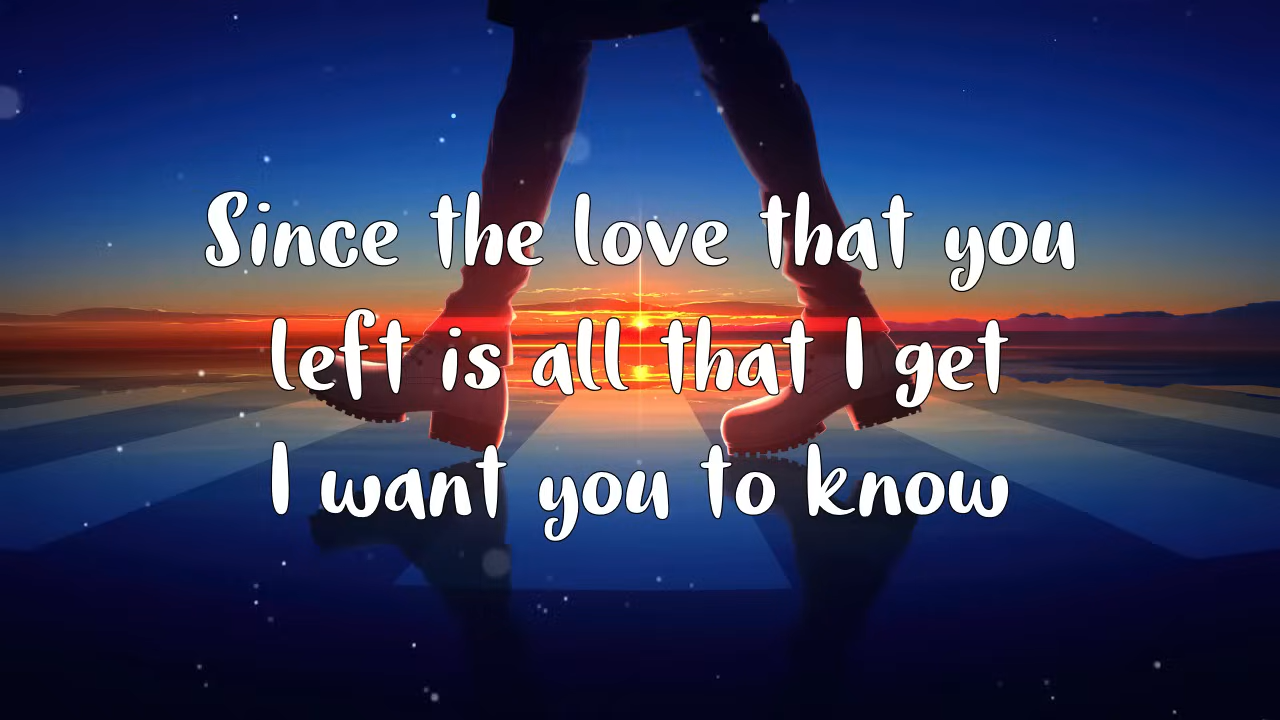 Since the love that you
left is all that I get
I want you to know